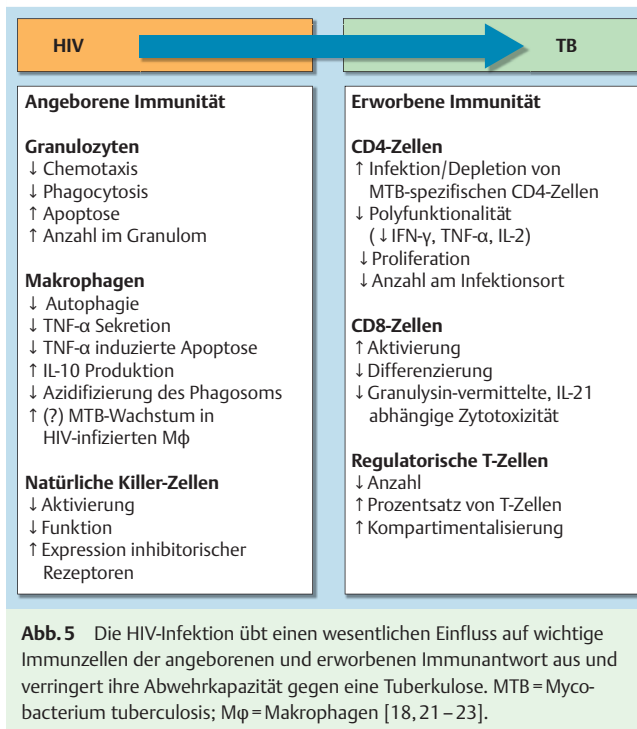 HIV
TB
Angeborene Immunität
Granulozyten
↓ Chemotaxis
↓ Phagocytosis
↑ Apoptose
↑ Anzahl im Granulom
Makrophagen
↓ Autophagie
↓ TNF-α Sekretion
↓ TNF-α induzierte Apoptose
↑ IL-10 Produktion
↓ Azidifizierung des Phagosoms
↑ (?) MTB-Wachstum in
HIV-infizierten Mφ
Natürliche Killer-Zellen
↓ Aktivierung
↓ Funktion
↑ Expression inhibitorischer
Rezeptoren
Erworbene Immunität
CD4-Zellen
↑ Infektion/Depletion von
MTB-spezifischen CD4-Zellen
↓ Polyfunktionalität
(↓ IFN-γ, TNF-α, IL-2)
↓ Proliferation
↓ Anzahl am Infektionsort
CD8-Zellen
↑ Aktivierung
↓ Differenzierung
↓ Granulysin-vermittelte, IL-21
abhängige Zytotoxizität
Regulatorische T-Zellen
↓ Anzahl
↑ Prozentsatz von T-Zellen
↑ Kompartimentalisierung
Abb. 5 Die HIV-Infektion übt einen wesentlichen Einfluss auf wichtige
Immunzellen der angeborenen und erworbenen Immunantwort aus und
verringert ihre Abwehrkapazität gegen eine Tuberkulose. MTB = Myco-
bacterium tuberculosis; Mφ = Makrophagen [18, 21 – 23].